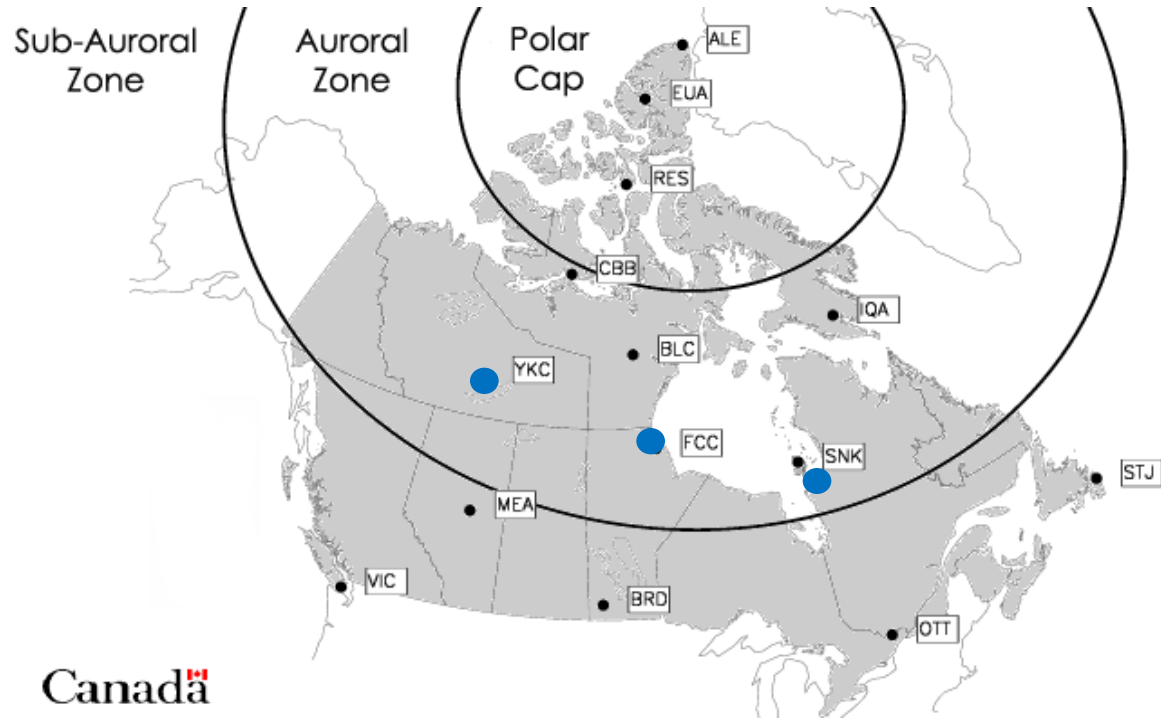 Sub-Auroral
Zone
Auroral
Zone
Polar
Cap
ALE
EUA
RES
CBB
IQA
BLC
YKC
FCC
SNK
STJ
MEA
VIC
BRD
OTT
Canada